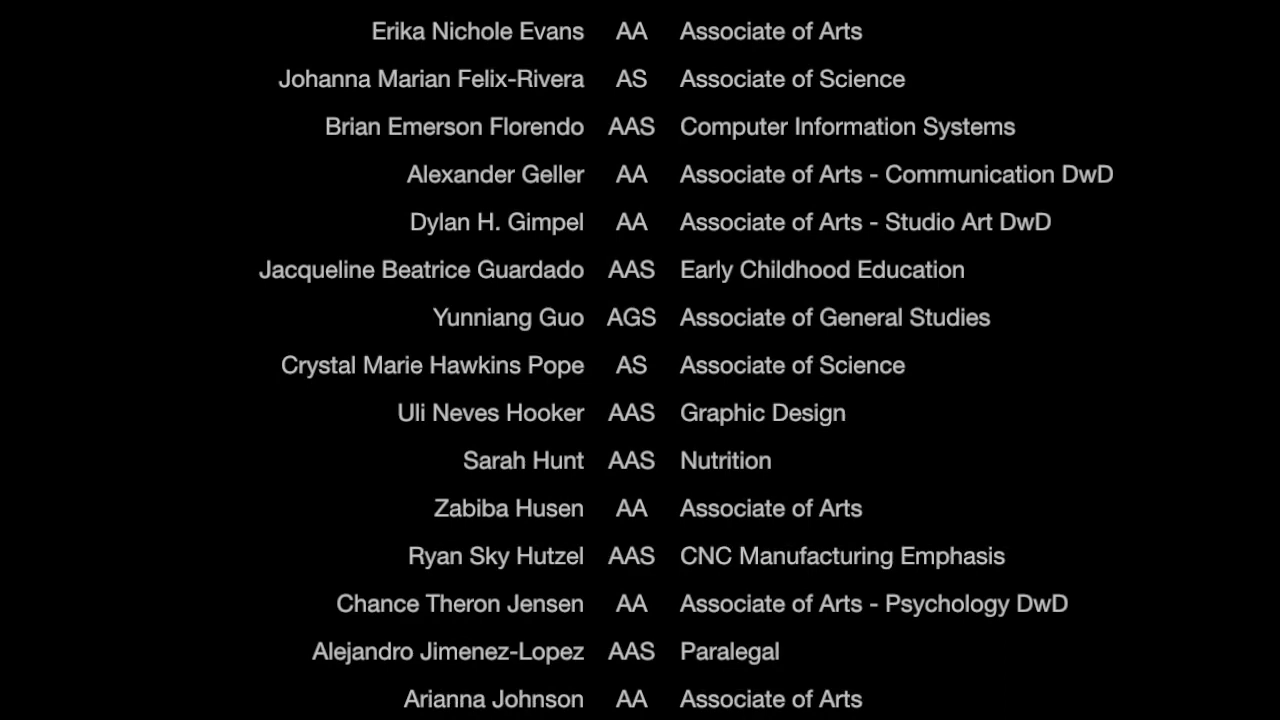 Erika Nichole Evans AA Associate of Arts
Johanna Marian Felix-Rivera AS Associate of Science
Brian Emerson Florendo AAS Computer Information Systems
Alexander Geller AA Associate of Arts - Communication DwD
Dylan H. Gimpel AA Associate of Arts - Studio Art DwD
Jacqueline Beatrice Guardado AAS Early Childhood Education
Yunniang Guo AGS Associate of General Studies
Crystal Marie Hawkins Pope AS Associate of Science
Uli Neves Hooker AAS Graphic Design
Sarah Hunt AAS Nutrition
Zabiba Husen AA Associate of Arts
Ryan Sky Hutzel AAS CNC Manufacturing Emphasis
Chance Theron Jensen AA Associate of Arts - Psychology DwD
Alejandro Jimenez-Lopez AAS Paralegal
Arianna Johnson AA Associate of Arts